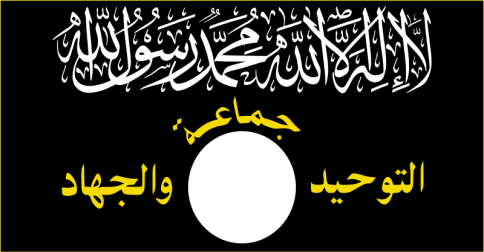 لا إله إلا الله محمد رسول الله
جماعة
التوحيد والجهاد